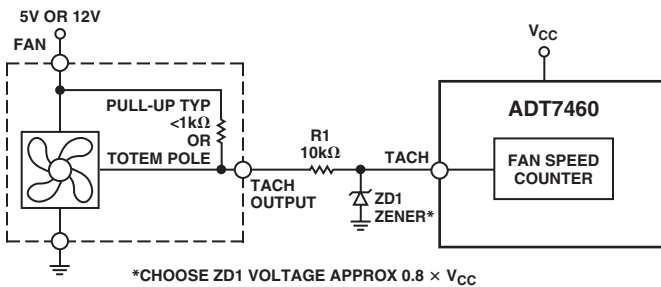 5V OR 12V
FAN
PULL-UP TYP
<1kΩ
OR
TOTEM POLE
TACH
OUTPUT
R1
10kΩ
TACH
ZD1
ZENER*
VCC
ADT7460
FAN SPEED
COUNTER
*CHOOSE ZD1 VOLTAGE APPROX 0.8 × VCC